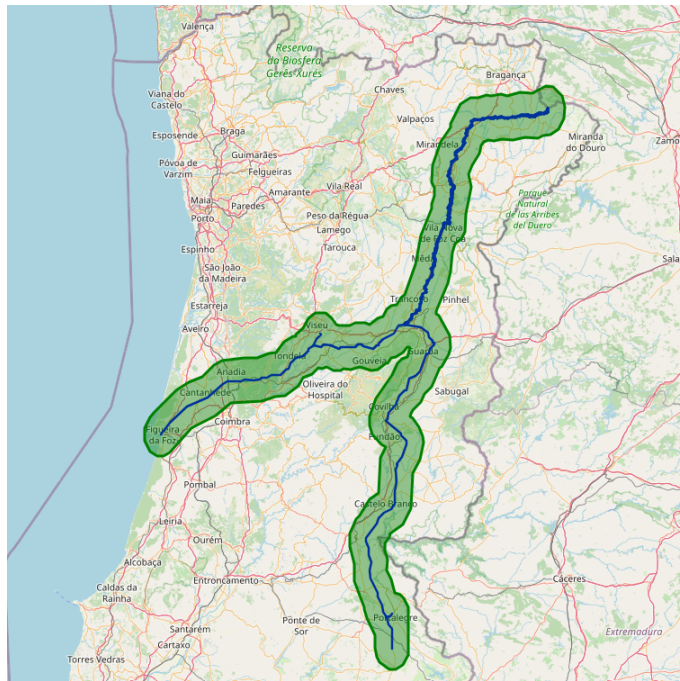 Valença
Reserva
da Biosfera
Gerês-Xurés
Bragança
Viana do
Castelo
Chaves
Valpaços
Esposende
Braga
Mirandela
Miranda
do Douro
Zamo
Póvoa de
Varzim
Guimarães
Felgueiras
Amarante
Vila Real
Maia
Porto
Paredes
Parque
Natural
de las Arribes
del Duero
Peso da Régua
Lamego
Vila Nova
de Foz Côa
Espinho
Tarouca
Mêda
Sala
São João
da Madeira
Estarreja
Trancoso
Pinhel
Aveiro
Viseu
Guarda
Tondela
Gouveia
Anadia
Oliveira do
Hospital
Cantanhede
Sabugal
Covilhã
Coimbra
Figueira
da Foz
Fundão
Pombal
Castelo Branco
Leiria
Ourém
Alcobaça
Entroncamento
Cáceres
Caldas da
Rainha
Ponte de
Sor
Portalegre
Santarém
Cartaxo
Torres Vedras
Extremadura